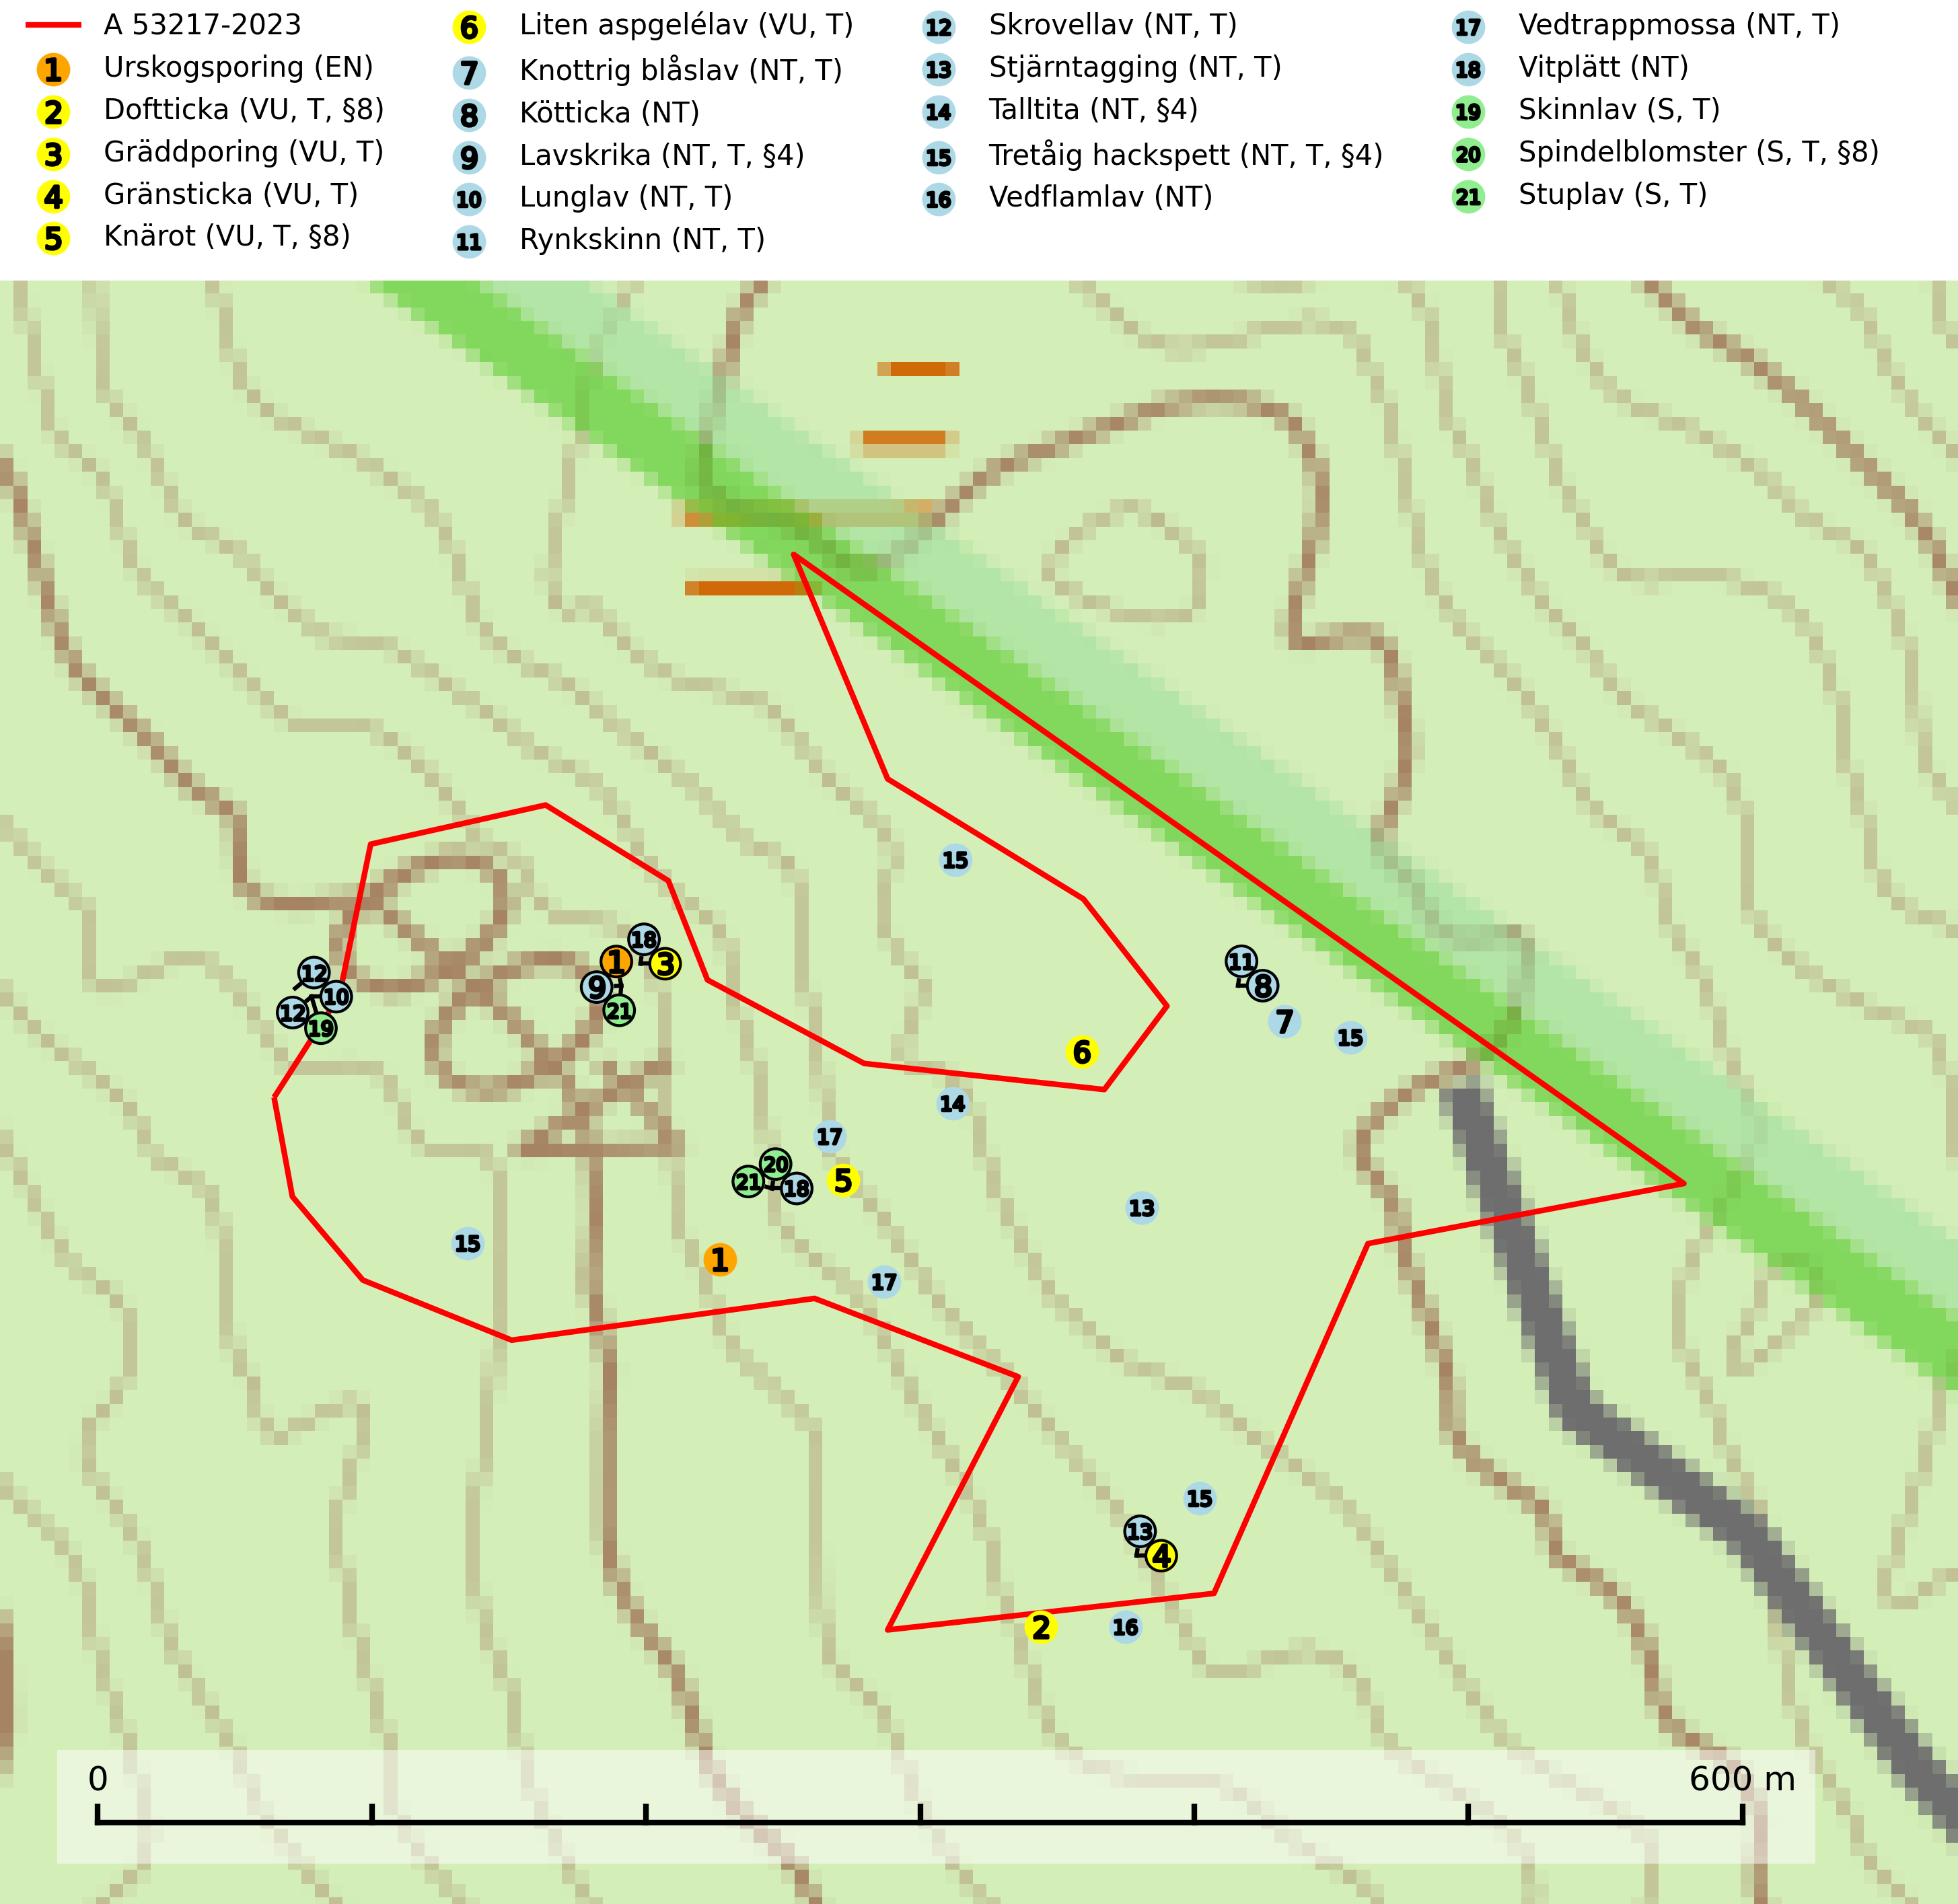 A 53217-2023
1 Urskogsporing (EN)
2 Doftticka (VU, T, §8)
3 Gräddporing (VU, T)
4 Gränsticka (VU, T)
5 Knärot (VU, T, §8)
6 Liten aspgelélav (VU, T)
7 Knottrig blåslav (NT, T)
8 Kötticka (NT)
9 Lavskrika (NT, T, §4)
10 Lunglav (NT, T)
11 Rynkskinn (NT, T)
12 Skrovellav (NT, T)
13 Stjärntagging (NT, T)
14 Talltita (NT, §4)
15 Tretåig hackspett (NT, T, §4)
16 Vedflamlav (NT)
17 Vedtrappmossa (NT, T)
18 Vitplätt (NT)
19 Skinnlav (S, T)
20 Spindelblomster (S, T, §8)
21 Stuplav (S, T)
15
18
1
3
9
21
12
10
12
19
11
8
7
15
6
14
17
20
21
18
5
13
15
1
17
15
13
4
2
16
0
600 m